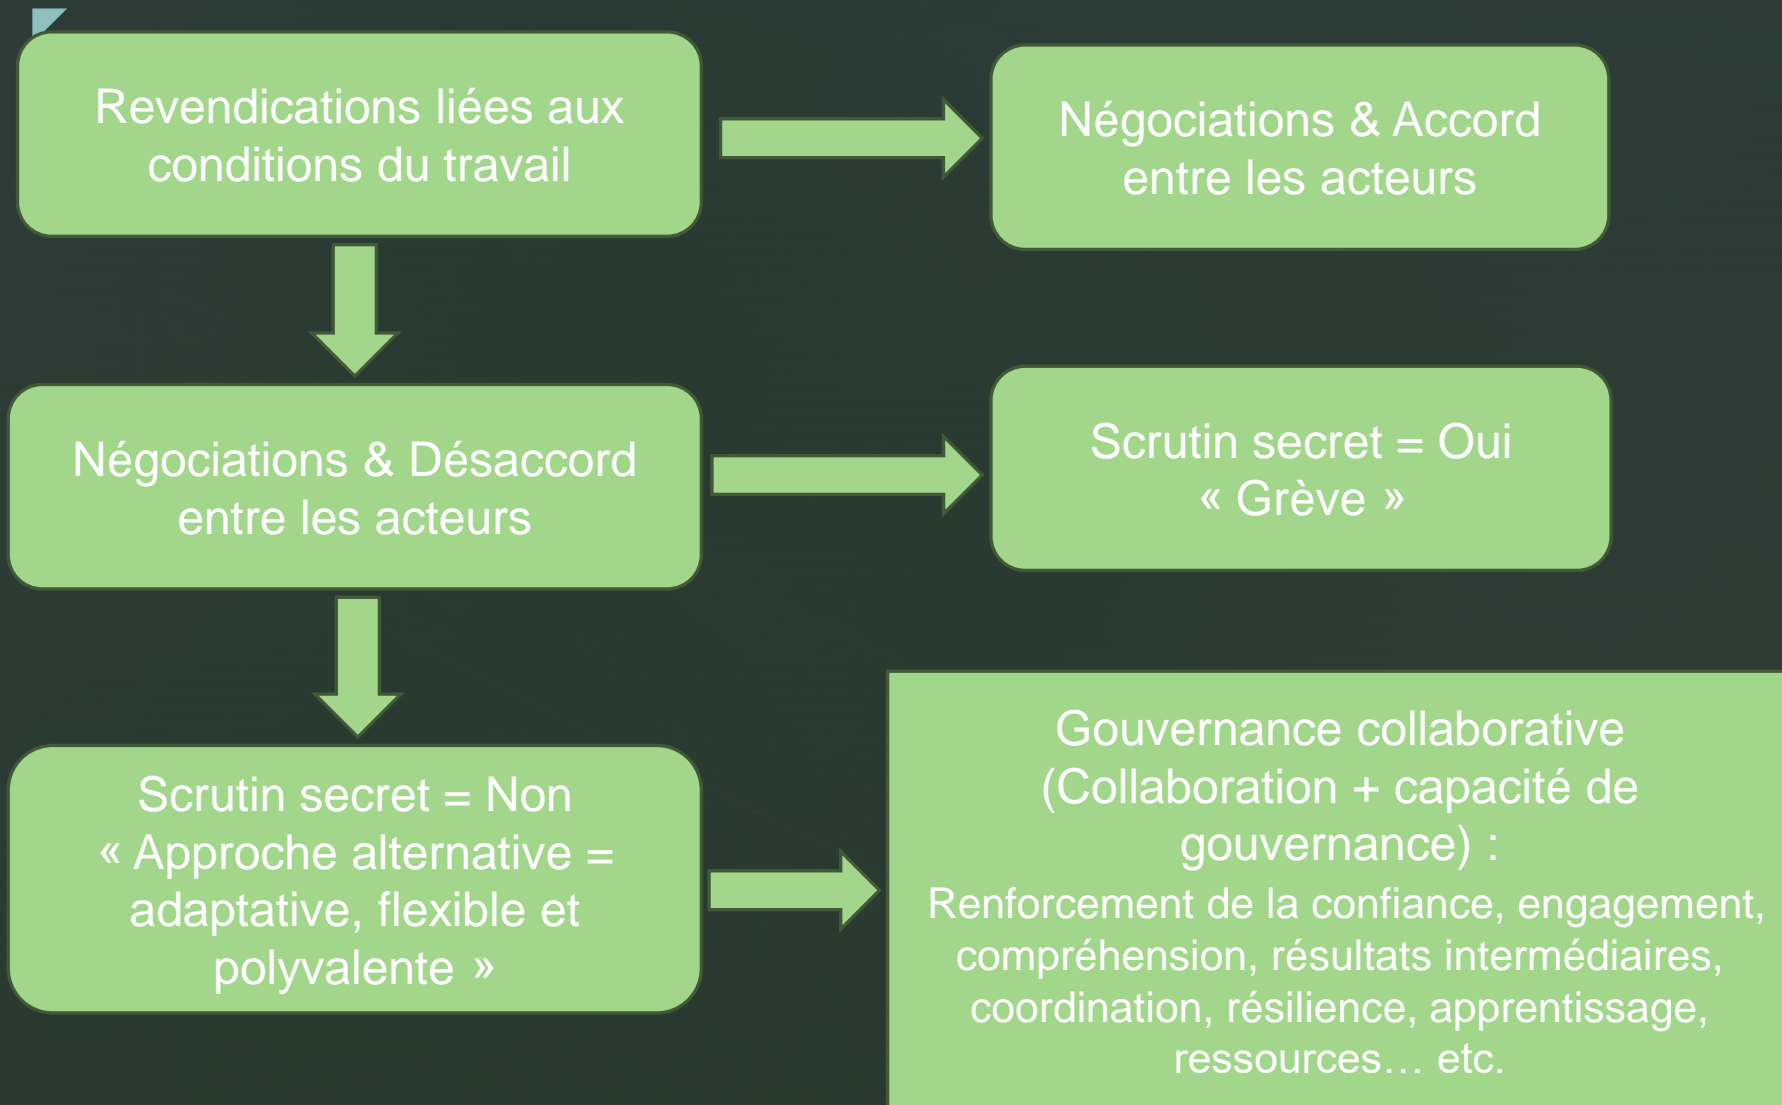 Revendications liées aux
conditions du travail
Négociations & Accord
entre les acteurs
Négociations & Désaccord
entre les acteurs
Scrutin secret = Oui
« Grève »
Scrutin secret = Non
« Approche alternative =
adaptative, flexible et
polyvalente »
Gouvernance collaborative
(Collaboration + capacité de
gouvernance) :
Renforcement de la confiance, engagement,
compréhension, résultats intermédiaires,
coordination, résilience, apprentissage,
ressources… etc.